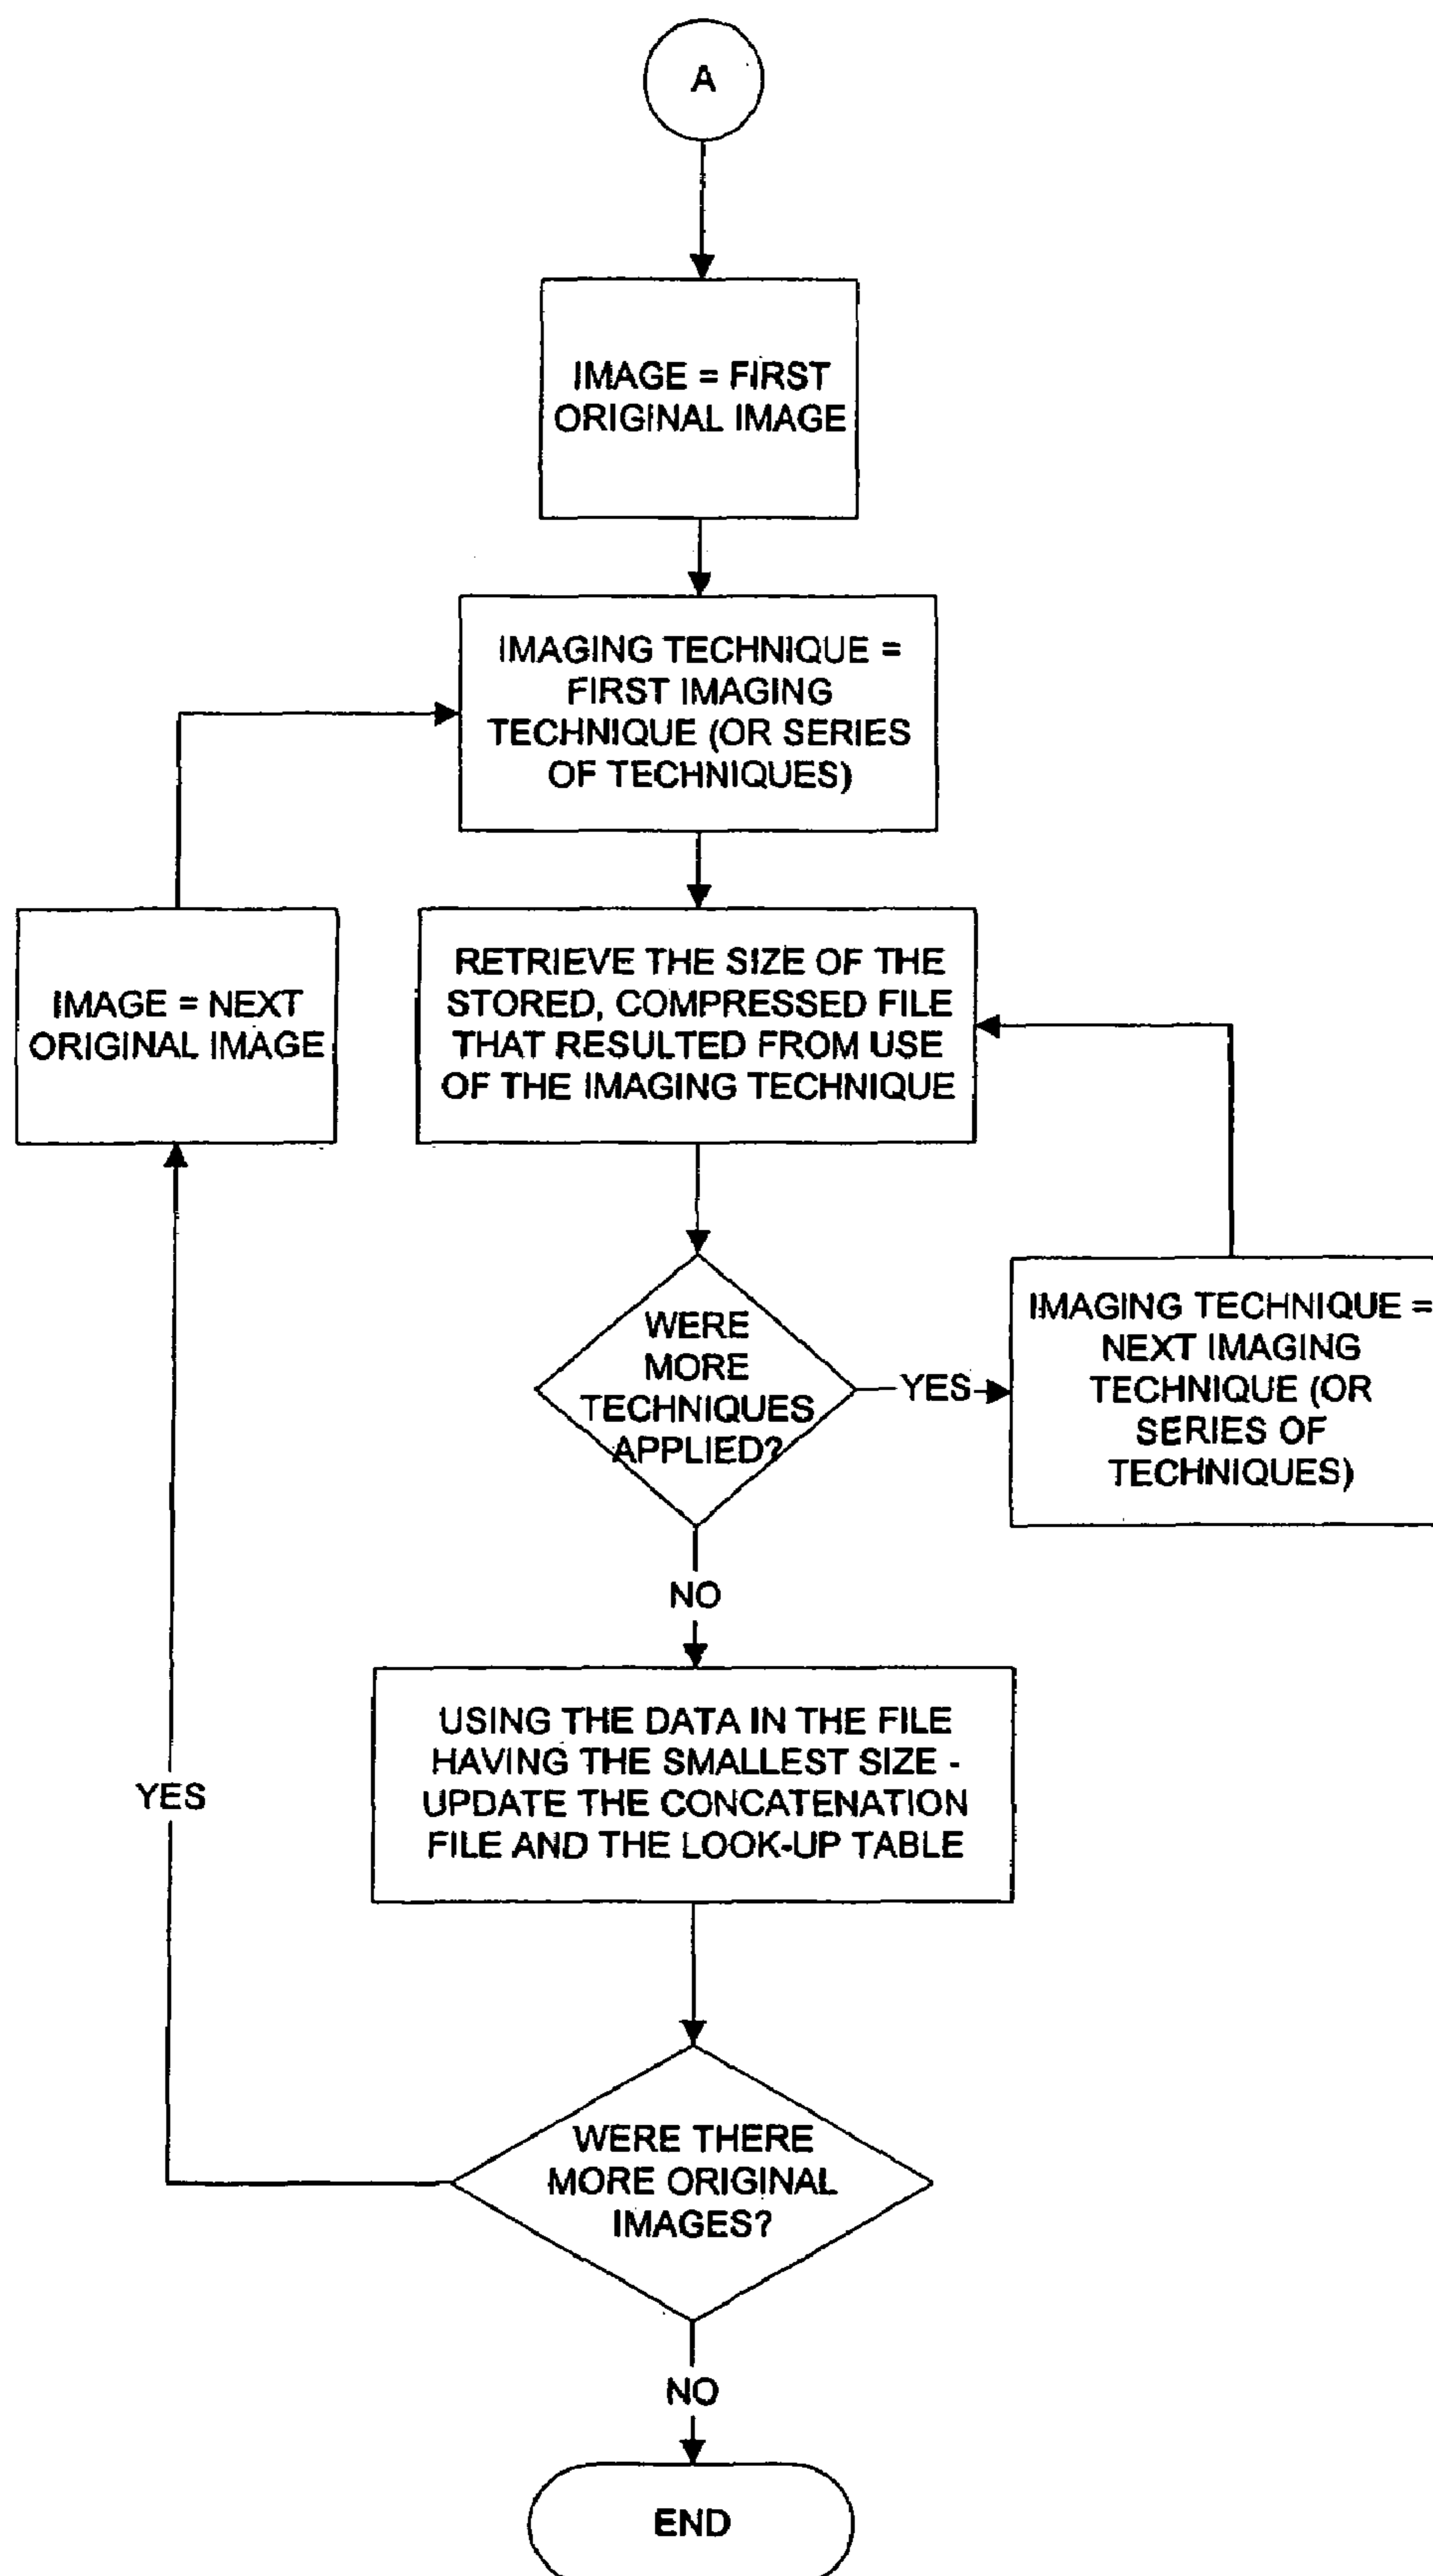 A
IMAGE = FIRST
ORIGINAL IMAGE
IMAGING TECHNIQUE =
FIRST IMAGING
TECHNIQUE (OR SERIES
OF TECHNIQUES)
IMAGE = NEXT
ORIGINAL IMAGE
RETRIEVE THE SIZE OF THE
STORED, COMPRESSED FILE
THAT RESULTED FROM USE
OF THE IMAGING TECHNIQUE
WERE
MORE
TECHNIQUES
APPLIED?
YES
IMAGING TECHNIQUE =
NEXT IMAGING
TECHNIQUE (OR
SERIES OF
TECHNIQUES)
NO
USING THE DATA IN THE FILE
HAVING THE SMALLEST SIZE -
UPDATE THE CONCATENATION
FILE AND THE LOOK-UP TABLE
YES
WERE THERE
MORE ORIGINAL
IMAGES?
NO
END